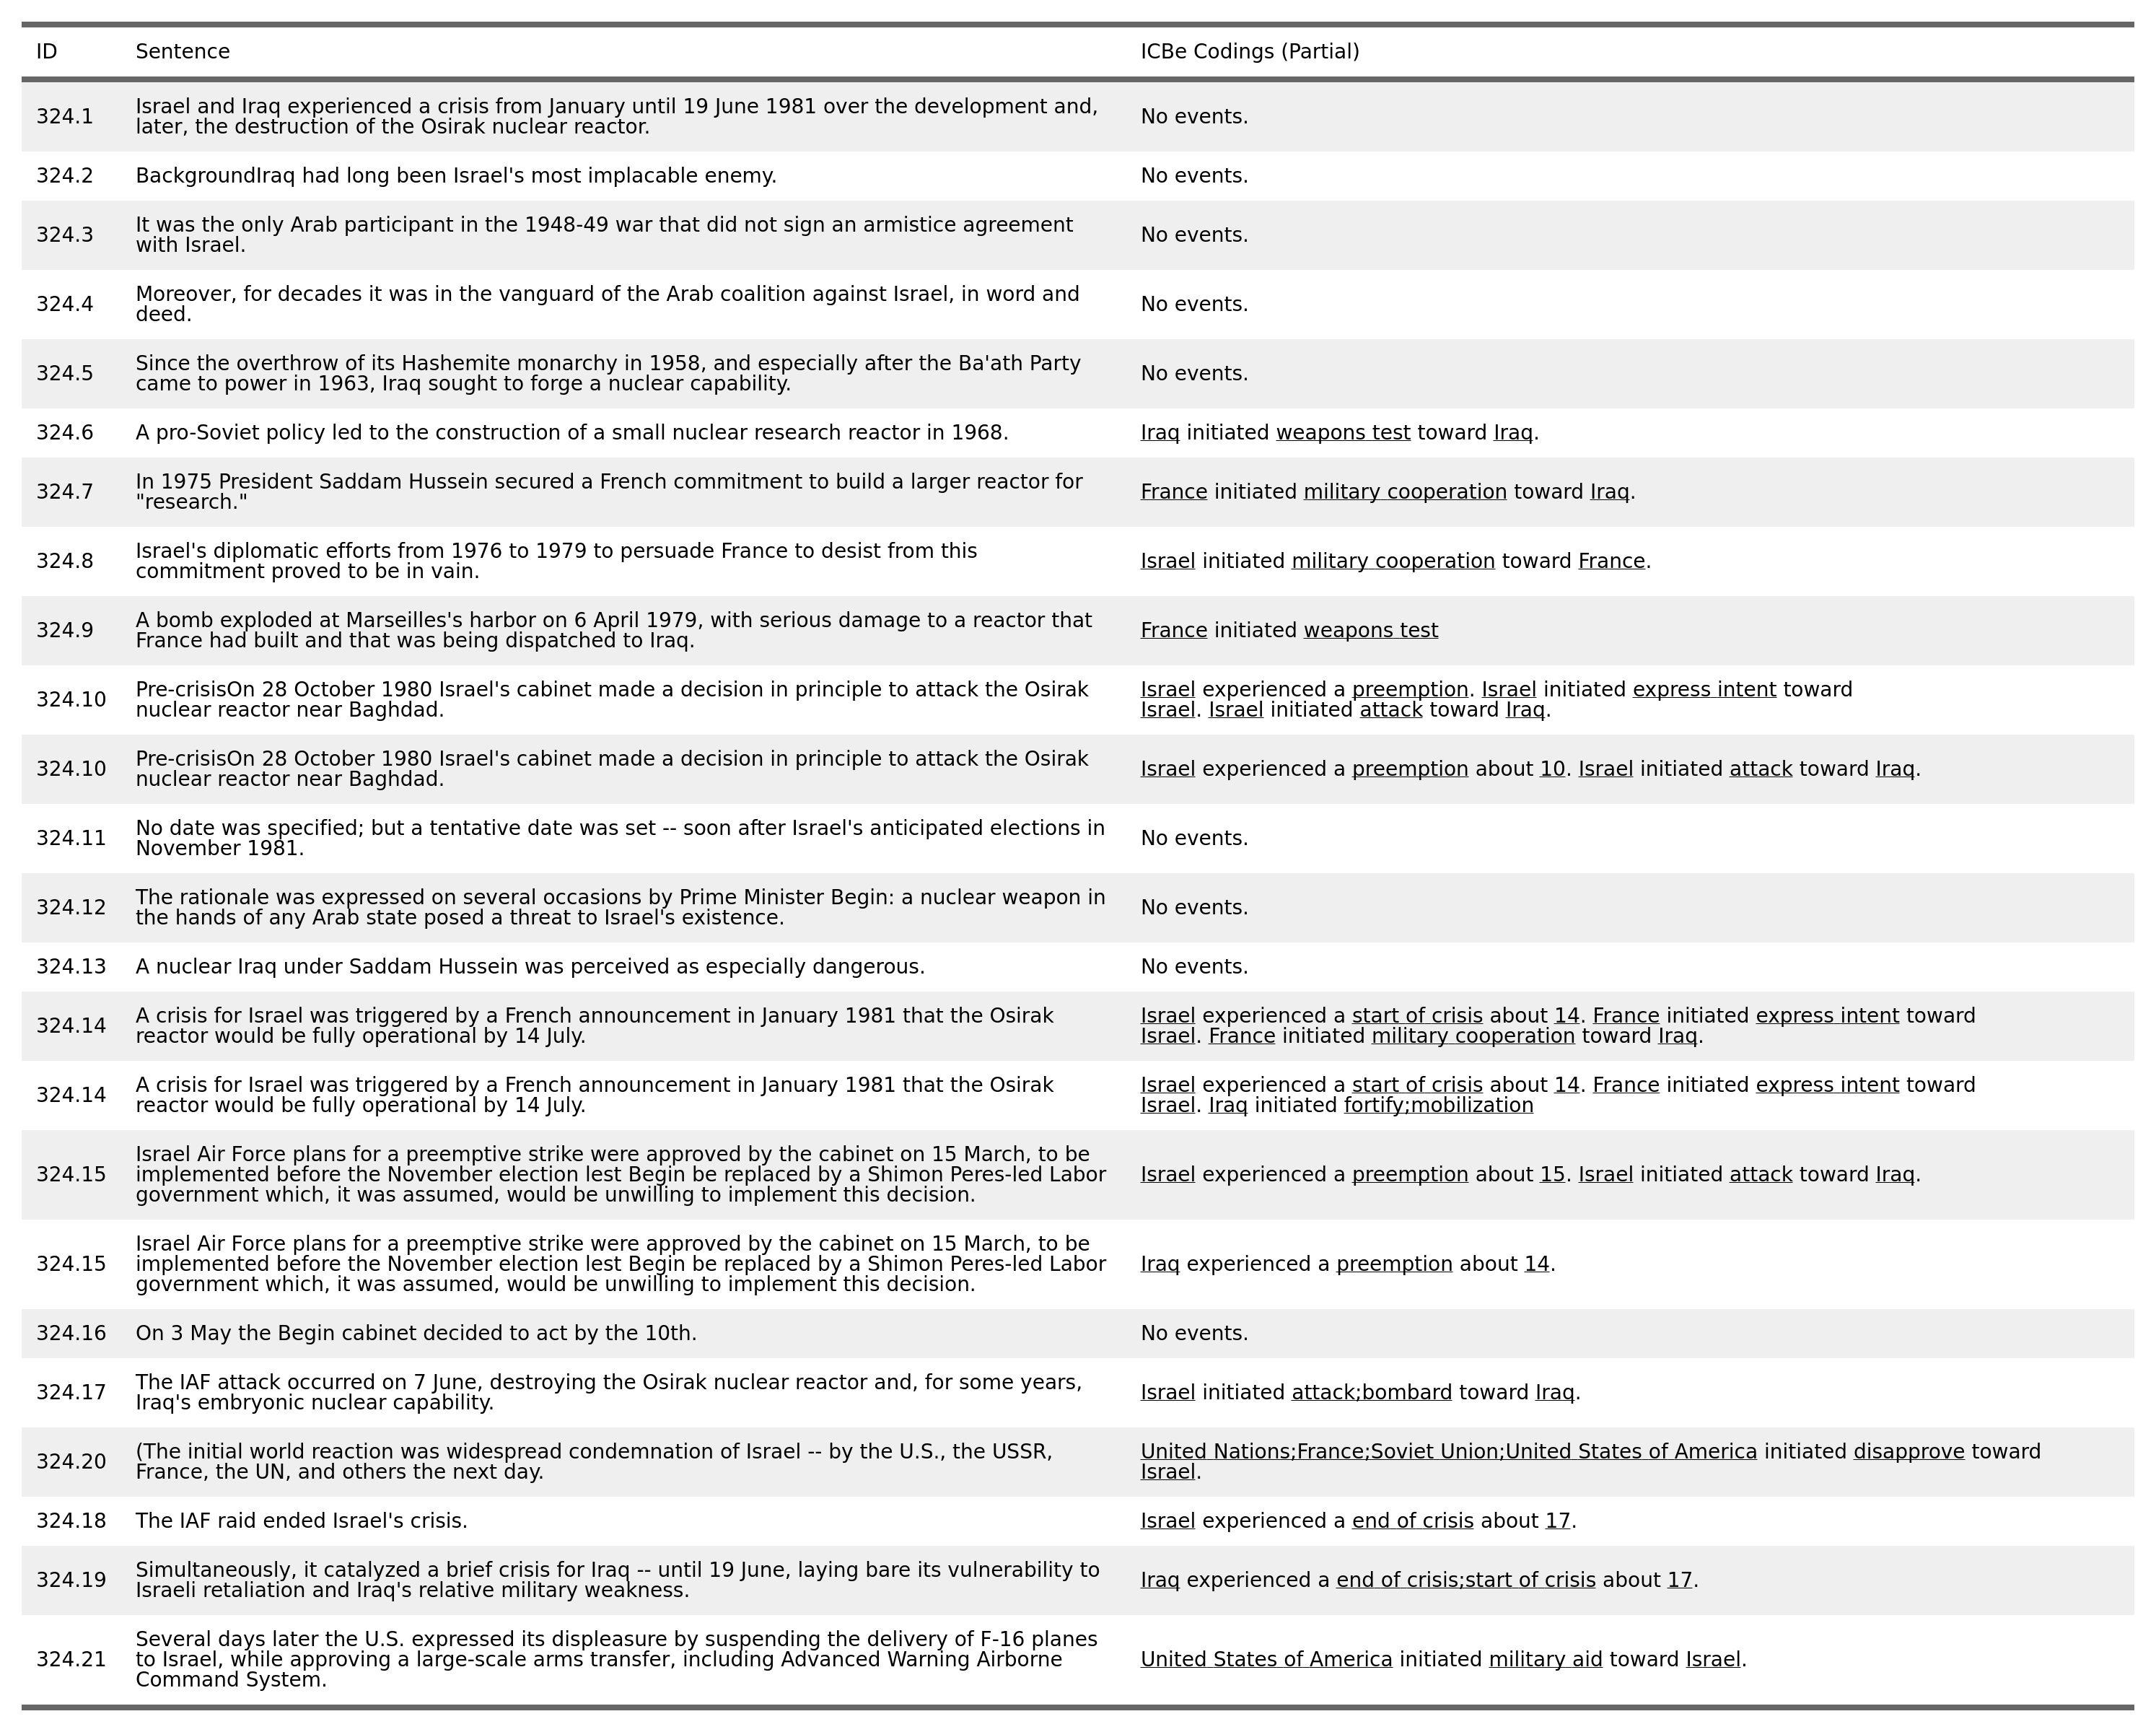 ID Sentence ICBe Codings (Partial)
324.1 Israel and Iraq experienced a crisis from January until 19 June 1981 over the development and, No events.
later, the destruction of the Osirak nuclear reactor.
324.2 BackgroundIraq had long been Israel's most implacable enemy. No events.
324.3 It was the only Arab participant in the 1948-49 war that did not sign an armistice agreement No events.
with Israel.
324.4 Moreover, for decades it was in the vanguard of the Arab coalition against Israel, in word and No events.
deed.
324.5 Since the overthrow of its Hashemite monarchy in 1958, and especially after the Ba'ath Party No events.
came to power in 1963, Iraq sought to forge a nuclear capability.
324.6 A pro-Soviet policy led to the construction of a small nuclear research reactor in 1968. Iraq initiated weapons test toward Iraq.
324.7 In 1975 President Saddam Hussein secured a French commitment to build a larger reactor for France initiated military cooperation toward Iraq.
"research."
324.8 Israel's diplomatic efforts from 1976 to 1979 to persuade France to desist from this Israel initiated military cooperation toward France.
commitment proved to be in vain.
324.9 A bomb exploded at Marseilles's harbor on 6 April 1979, with serious damage to a reactor that France initiated weapons test
France had built and that was being dispatched to Iraq.
324.10 Pre-crisisOn 28 October 1980 Israel's cabinet made a decision in principle to attack the Osirak Israel experienced a preemption. Israel initiated express intent toward
nuclear reactor near Baghdad. Israel. Israel initiated attack toward Iraq.
324.10 Pre-crisisOn 28 October 1980 Israel's cabinet made a decision in principle to attack the Osirak Israel experienced a preemption about 10. Israel initiated attack toward Iraq.
nuclear reactor near Baghdad.
324.11 No date was specified; but a tentative date was set -- soon after Israel's anticipated elections in No events.
November 1981.
324.12 The rationale was expressed on several occasions by Prime Minister Begin: a nuclear weapon in No events.
the hands of any Arab state posed a threat to Israel's existence.
324.13 A nuclear Iraq under Saddam Hussein was perceived as especially dangerous. No events.
324.14 A crisis for Israel was triggered by a French announcement in January 1981 that the Osirak Israel experienced a start of crisis about 14. France initiated express intent toward
reactor would be fully operational by 14 July. Israel. France initiated military cooperation toward Iraq.
324.14 A crisis for Israel was triggered by a French announcement in January 1981 that the Osirak Israel experienced a start of crisis about 14. France initiated express intent toward
reactor would be fully operational by 14 July. Israel. Iraq initiated fortify;mobilization
324.15 Israel Air Force plans for a preemptive strike were approved by the cabinet on 15 March, to be
implemented before the November election lest Begin be replaced by a Shimon Peres-led Labor Israel experienced a preemption about 15. Israel initiated attack toward Iraq.
government which, it was assumed, would be unwilling to implement this decision.
324.15 Israel Air Force plans for a preemptive strike were approved by the cabinet on 15 March, to be
implemented before the November election lest Begin be replaced by a Shimon Peres-led Labor Iraq experienced a preemption about 14.
government which, it was assumed, would be unwilling to implement this decision.
324.16 On 3 May the Begin cabinet decided to act by the 10th. No events.
324.17 The IAF attack occurred on 7 June, destroying the Osirak nuclear reactor and, for some years, Israel initiated attack;bombard toward Iraq.
Iraq's embryonic nuclear capability.
324.20 (The initial world reaction was widespread condemnation of Israel -- by the U.S., the USSR, United Nations;France;Soviet Union;United States of America initiated disapprove toward
France, the UN, and others the next day. Israel.
324.18 The IAF raid ended Israel's crisis. Israel experienced a end of crisis about 17.
324.19 Simultaneously, it catalyzed a brief crisis for Iraq -- until 19 June, laying bare its vulnerability to Iraq experienced a end of crisis;start of crisis about 17.
Israeli retaliation and Iraq's relative military weakness.
324.21 Several days later the U.S. expressed its displeasure by suspending the delivery of F-16 planes
to Israel, while approving a large-scale arms transfer, including Advanced Warning Airborne United States of America initiated military aid toward Israel.
Command System.